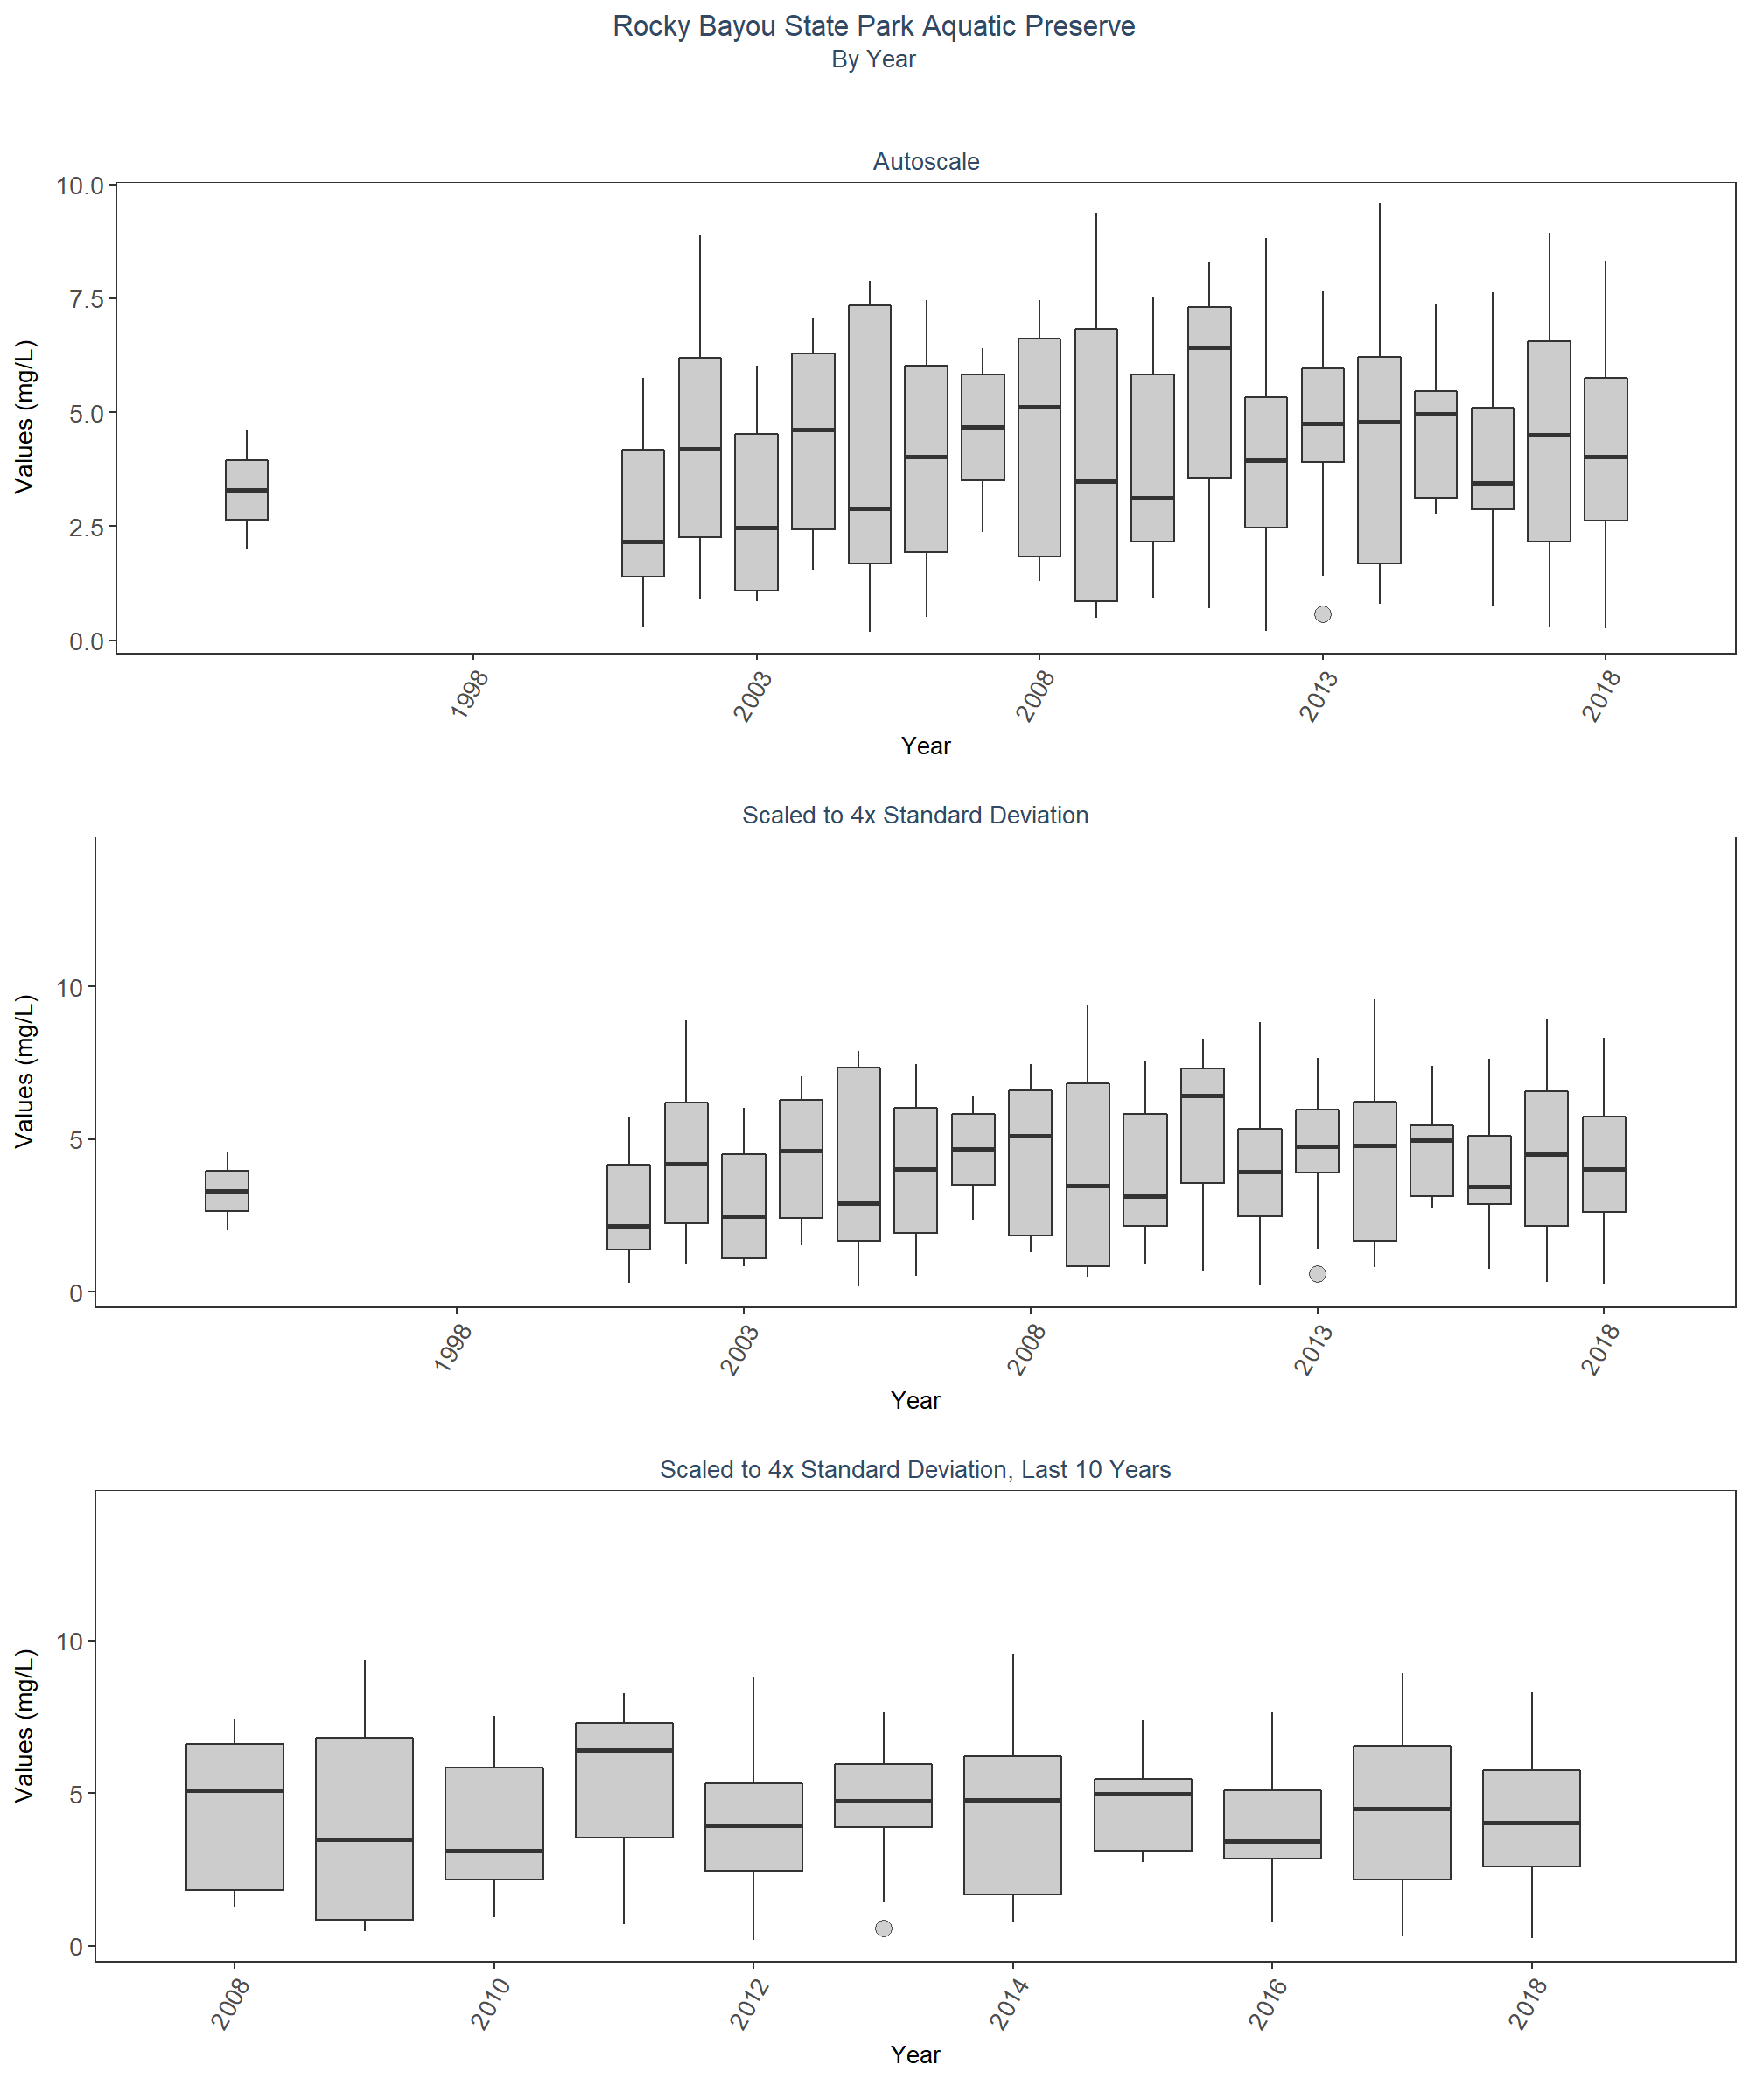 Rocky Bayou State Park Aquatic Preserve
By Year
Autoscale
Values (mg/L)
10.0
7.5
5.0
2.5
0.0
1998 2003 2008 2013 2018
Year
Scaled to 4x Standard Deviation
Values (mg/L)
10
5
0
1998 2003 2008 2013 2018
Year
Scaled to 4x Standard Deviation, Last 10 Years
Values (mg/L)
10
5
0
2008 2010 2012 2014 2016 2018
Year